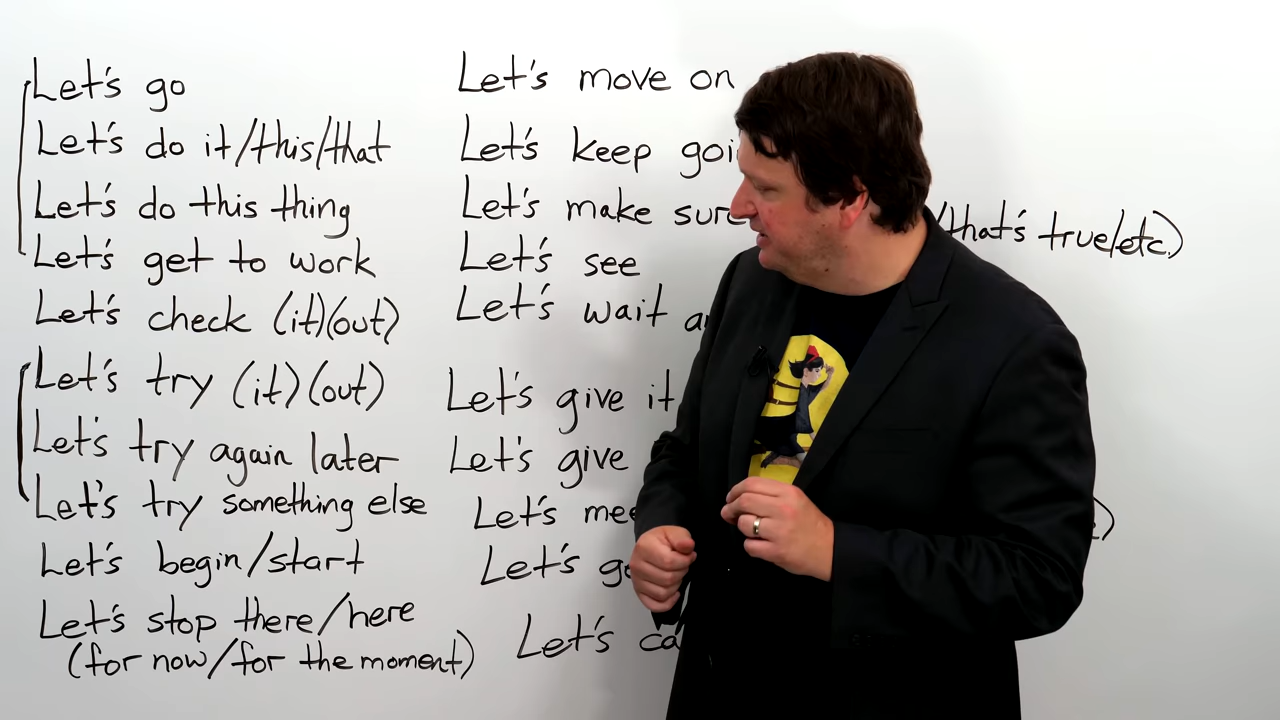 Let's go
Let's do it/this/that
Let's do this thing
Let's get to work
Let's check (it)(out)
Let's try (it)(out)
Let's try again later
Let's try something else
Let's begin/start
Let's stop there/here
(for now/for the moment)
Let's move on
Let's keep
Let's make sure /that's true/etc.)
Let's see
Let's wait
Let's give it
Let's give
Let's
Let's
Let's